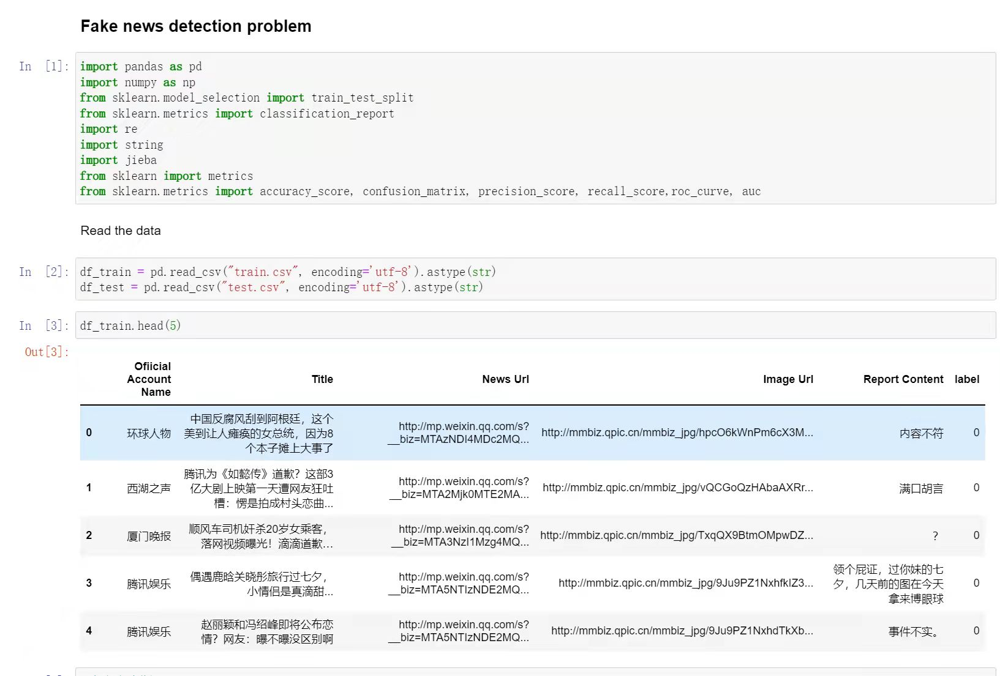 Fake news detection problem
In [1]:
import pandas as pd
import numpy as np
from sklearn.model_selection import train_test_split
from sklearn.metrics import classification_report
import re
import string
import jieba
from sklearn import metrics
from sklearn.metrics import accuracy_score, confusion_matrix, precision_score, recall_score,roc_curve, auc
Read the data
In [2]:
df_train = pd.read_csv("train.csv", encoding='utf-8').astype(str)
df_test = pd.read_csv("test.csv", encoding='utf-8').astype(str)
In [3]:
df_train.head(5)
Out[3]:
Ofiicial
Account
Name
Title
News Url
Image Url
Report Content
label
0
环球人物
中国反腐风刮到阿根廷，这个
美到让人瘫痪的女总统，因为8
个本子摊上大事了
http://mp.weixin.qq.com/s?
__biz=MTAzNDI4MDc2MQ...
http://mmbiz.qpic.cn/mmbiz_jpg/hpcO6kWnPm6cX3M...
内容不符
0
1
西湖之声
腾讯为《如懿传》道歉？这部3
亿大剧上映第一天遭网友狂吐
槽：愣是拍成村头恋曲...
http://mp.weixin.qq.com/s?
__biz=MTA2Mjk0MTE2MA...
http://mmbiz.qpic.cn/mmbiz_jpg/vQCGoQzHAbaAXRr...
满口胡言
0
2
厦门晚报
顺风车司机奸杀20岁女乘客，
落网视频曝光！滴滴道歉…
http://mp.weixin.qq.com/s?
__biz=MTA3NzI1Mzg4MQ...
http://mmbiz.qpic.cn/mmbiz_jpg/TxqQX9BtmOMpwDZ...
？
0
3
腾讯娱乐
偶遇鹿晗关晓彤旅行过七夕，
小情侣是真滴甜...
http://mp.weixin.qq.com/s?
__biz=MTA5NTIzNDE2MQ...
http://mmbiz.qpic.cn/mmbiz_jpg/9Ju9PZ1NxhfkIZ3...
领个屁证，过你妹的七
夕，几天前的图在今天
拿来博眼球
0
4
腾讯娱乐
赵丽颖和冯绍峰即将公布恋
情？网友：曝不曝没区别啊
http://mp.weixin.qq.com/s?
__biz=MTA5NTIzNDE2MQ...
http://mmbiz.qpic.cn/mmbiz_jpg/9Ju9PZ1NxhdTkXb...
事件不实。
0